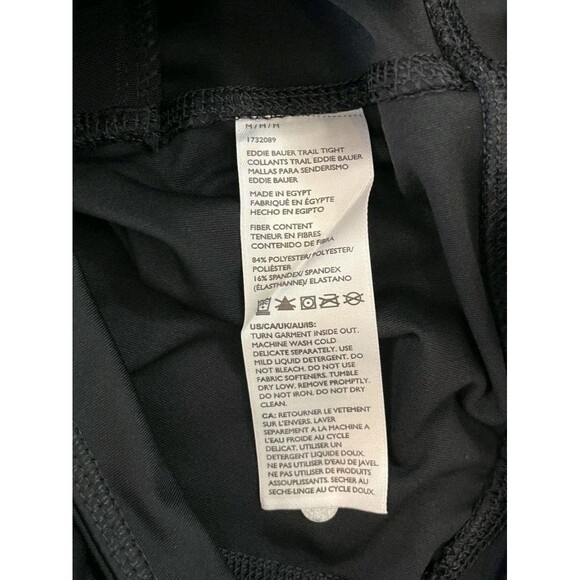 M / M / M
1732089
EDDIE BAUER TRAIL TIGHT
COLLANTS TRAIL EDDIE BAUER
MALLAS PARA SENDERISMO
EDDIE BAUER
MADE IN EGYPT
FABRIQUÉ EN ÉGYPTE
HECHO EN EGIPTO
FIBER CONTENT
TENEUR EN FIBRES
CONTENIDO DE FIBRA
84% POLYESTER/ POLYESTER/
POLIÉSTER
16% SPANDEX/ SPANDEX
(ÉLASTHANNE)/ ELASTANO
US/CA/UK/AU/IS:
TURN GARMENT INSIDE OUT.
MACHINE WASH COLD
DELICATE SEPARATELY, USE
MILD LIQUID DETERGENT. DO
NOT BLEACH. DO NOT USE
FABRIC SOFTENERS. TUMBLE
DRY LOW, REMOVE PROMPTLY.
DO NOT IRON. DO NOT DRY
CLEAN.
CA: RETOURNER LE VETEMENT
SUR L'ENVERS. LAVER
SEPAREMENT A LA MACHINE A
L'EAU FROIDE AU CYCLE
DELICAT, UTILISER UN
DETERGENT LIQUIDE DOUX.
NE PAS UTILISER D'EAU DE JAVEL.
NE PAS UTILISER DE PRODUITS
ASSOUPLISSANTS. SECHER AU
SECHE-LINGE AU CYCLE DOUX.